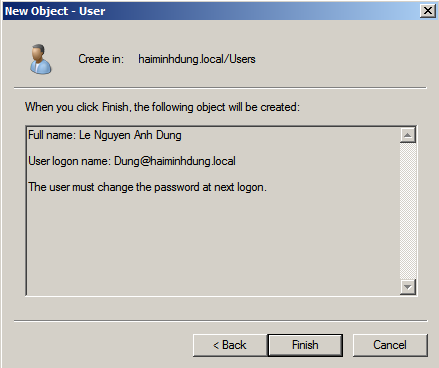 New Object - User
Create in: haiminhdung.local/Users
When you click Finish, the following object will be created:
Full name: Le Nguyen Anh Dung
User logon name: Dung@haiminhdung.local
The user must change the password at next logon.
< Back Finish Cancel